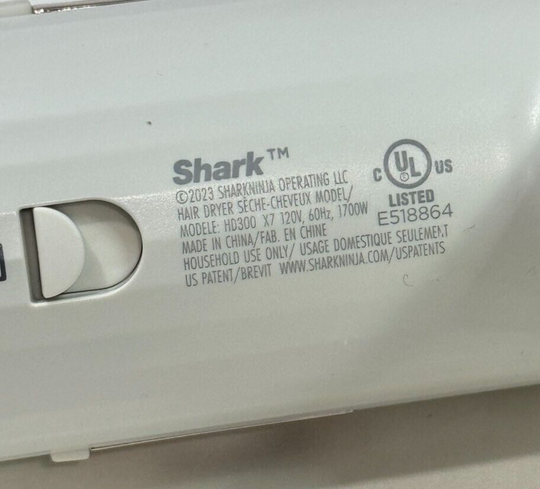 Shark™
©2023 SHARKNINJA OPERATING LLC
HAIR DRYER SÈCHE-CHEVEUX MODEL/
MODELE: HD300 X7 120V, 60Hz, 1700W
MADE IN CHINA/FAB. EN CHINE
HOUSEHOLD USE ONLY/ USAGE DOMESTIQUE SEULEMENT
US PATENT/BREVIT WWW.SHARKNINJA.COM/USPATENTS
C UL® US
LISTED
E518864